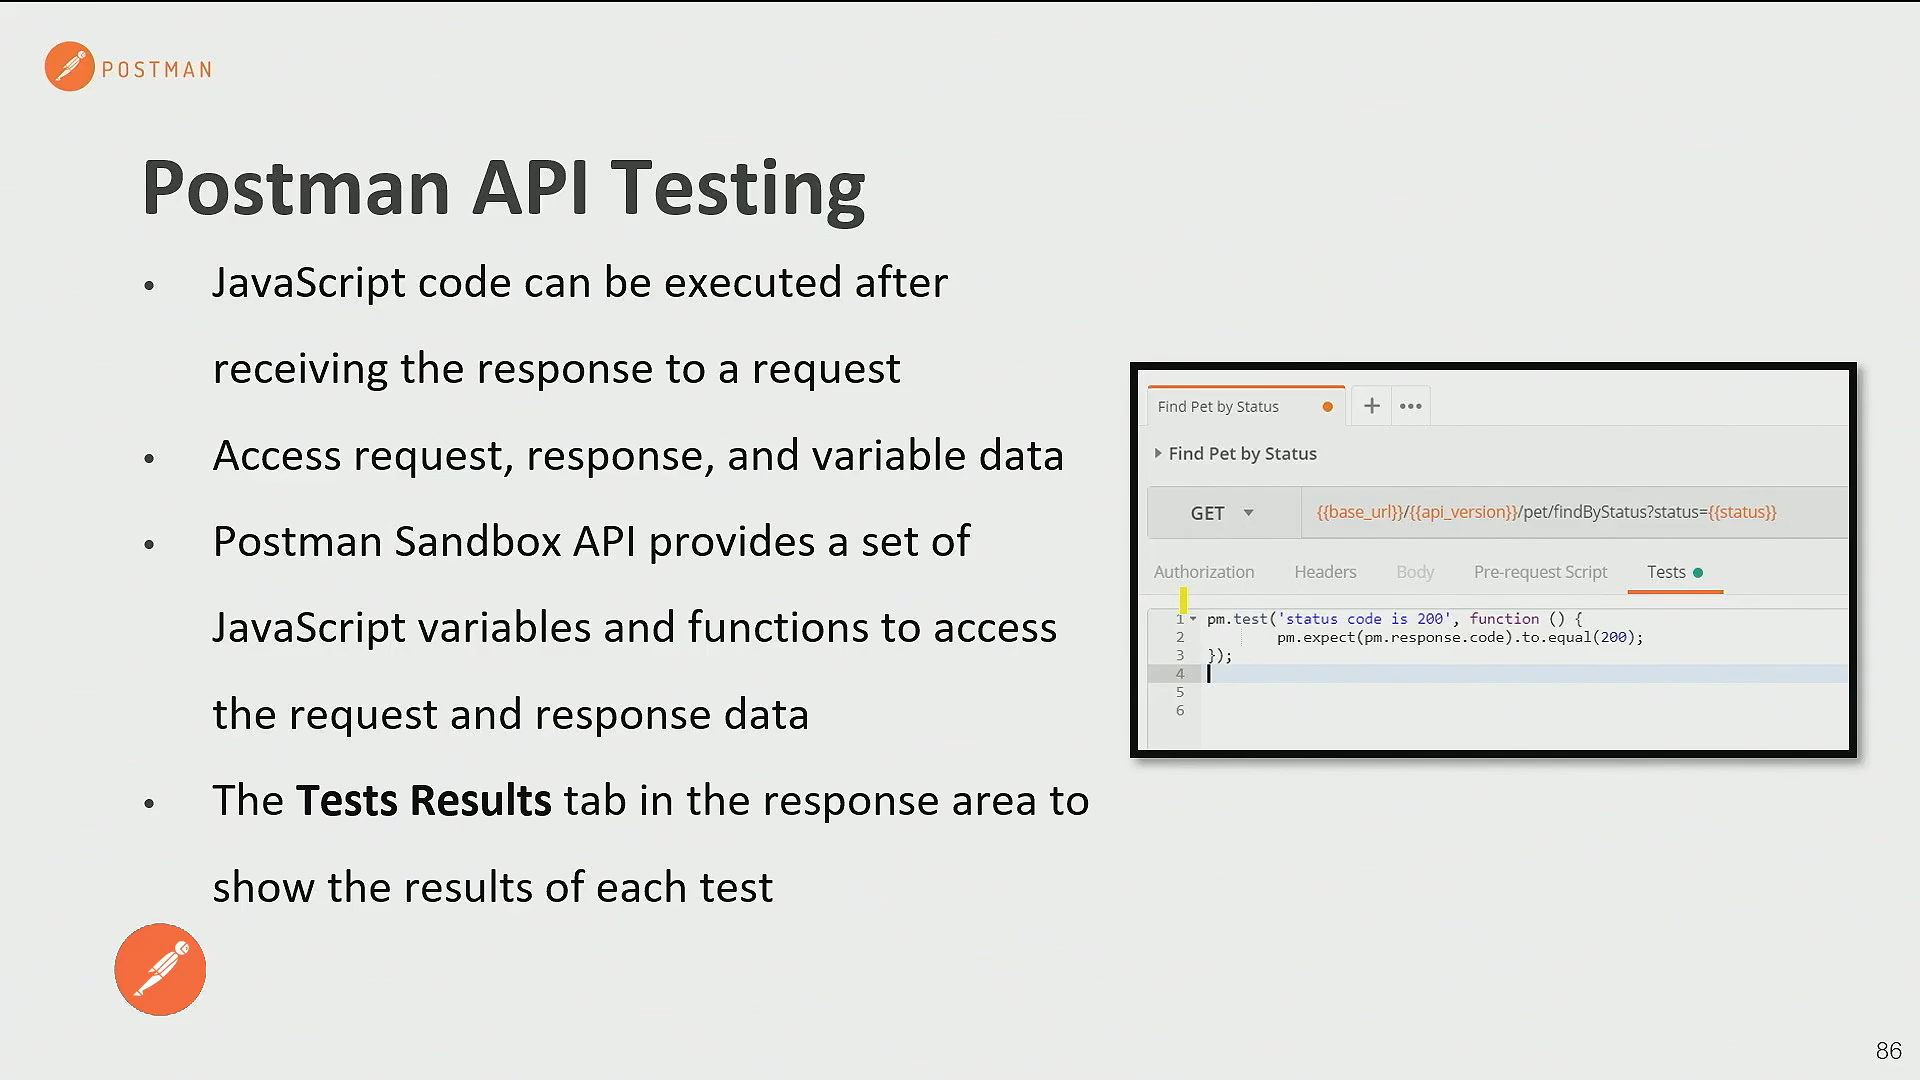 POSTMAN
Postman API Testing
• JavaScript code can be executed after
receiving the response to a request
• Access request, response, and variable data
• Postman Sandbox API provides a set of
JavaScript variables and functions to access
the request and response data
• The Tests Results tab in the response area to
show the results of each test
Find Pet by Status
Find Pet by Status
GET {{base_url}}/{{api_version}}/pet/findByStatus?status={{status}}
Authorization Headers Body Pre-request Script Tests
1 pm.test('status code is 200', function () {
2 pm.expect(pm.response.code).to.equal(200);
3 });
4
5
6
86